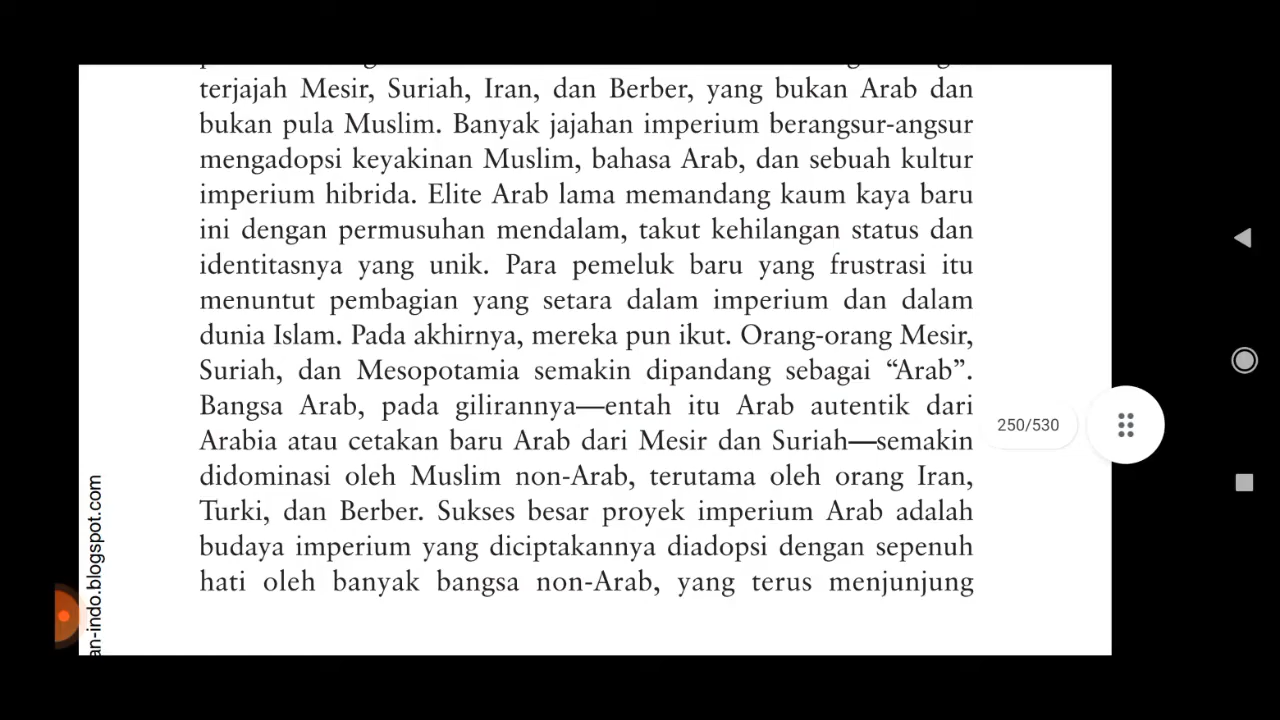 terjajah Mesir, Suriah, Iran, dan Berber, yang bukan Arab dan
bukan pula Muslim. Banyak jajahan imperium berangsur-angsur
mengadopsi keyakinan Muslim, bahasa Arab, dan sebuah kultur
imperium hibrida. Elite Arab lama memandang kaum kaya baru
ini dengan permusuhan mendalam, takut kehilangan status dan
identitasnya yang unik. Para pemeluk baru yang frustrasi itu
menuntut pembagian yang setara dalam imperium dan dalam
dunia Islam. Pada akhirnya, mereka pun ikut. Orang-orang Mesir,
Suriah, dan Mesopotamia semakin dipandang sebagai “Arab”.
Bangsa Arab, pada gilirannya—entah itu Arab autentik dari
Arabia atau cetakan baru Arab dari Mesir dan Suriah—semakin
didominasi oleh Muslim non-Arab, terutama oleh orang Iran,
Turki, dan Berber. Sukses besar proyek imperium Arab adalah
budaya imperium yang diciptakannya diadopsi dengan sepenuh
hati oleh banyak bangsa non-Arab, yang terus menjunjung
250/530
an-indo.blogspot.com